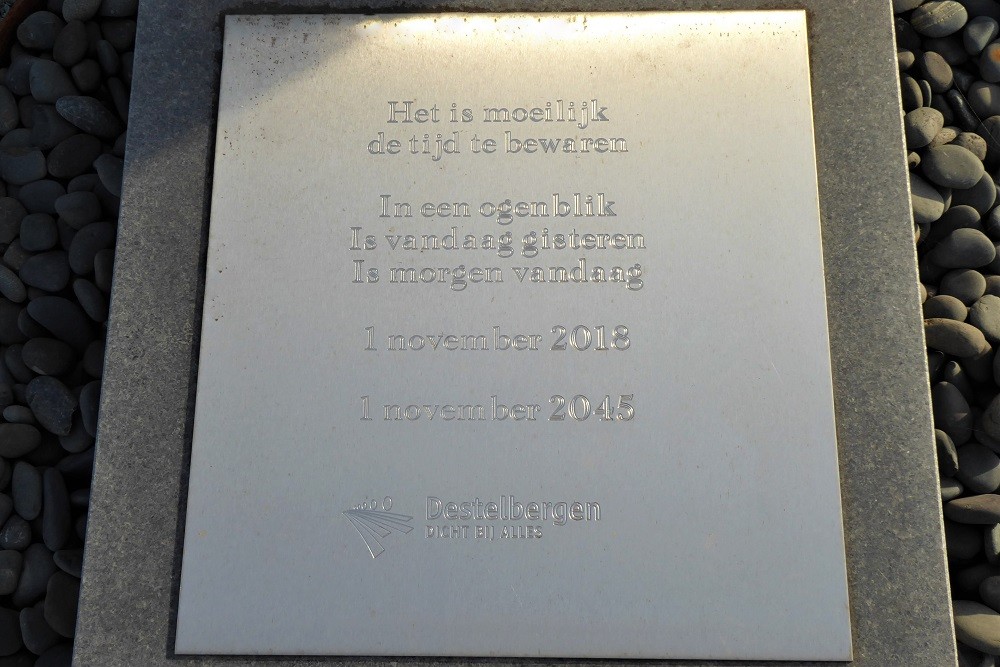 Het is moeilijk
de tijd te bewaren
In een ogenblik
Is vandaag gisteren
Is morgen vandaag
1 november 2018
1 november 2045
Destelbergen
DICHT BIJ ALLES